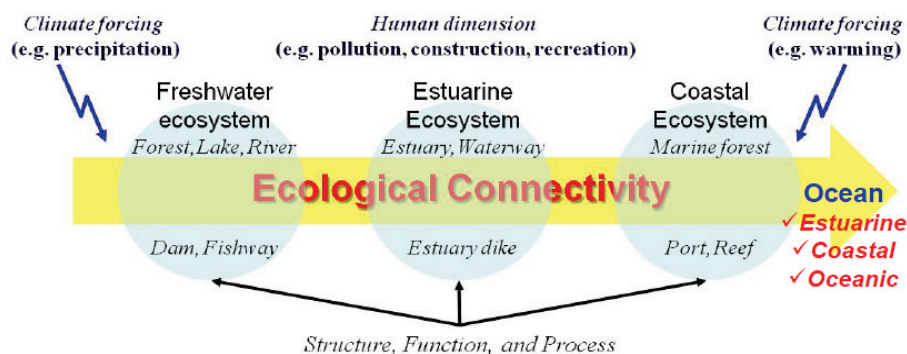 Climate forcing
(e.g. precipitation)
Human dimension
(e.g. pollution, construction, recreation)
Climate forcing
(e.g. warming)
Freshwater
ecosystem
Forest, Lake, River
Estuarine
Ecosystem
Estuary, Waterway
Coastal
Ecosystem
Marine forest
Ecological Connectivity
Ocean
✓Estuarine
✓Coastal
✓Oceanic
Dam, Fishway
Estuary dike
Port, Reef
Structure, Function, and Process